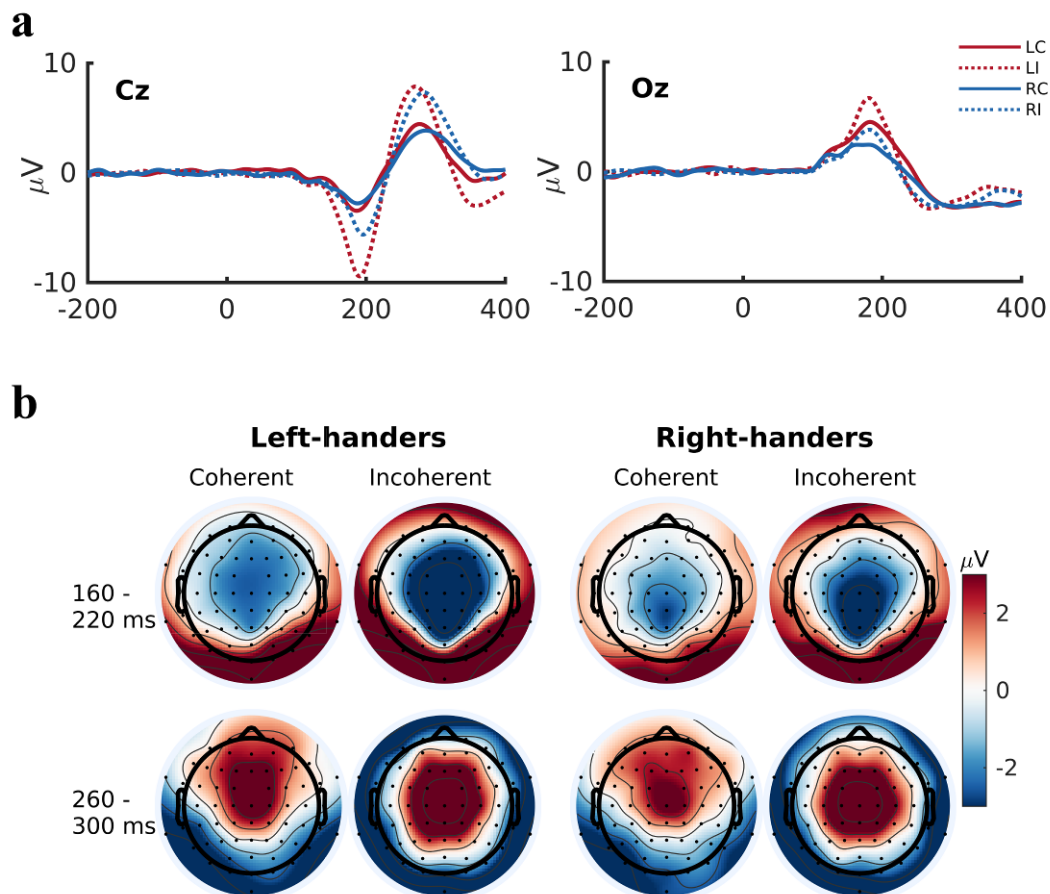 a
10
0
-10
μV
Cz
-200
0
200
400
10
0
-10
μV
Oz
-200
0
200
400
LC
LI
RC
RI
b
Left-handers
Right-handers
Coherent
Incoherent
Coherent
Incoherent
160 -
220 ms
260 -
300 ms
μV
2
0
-2